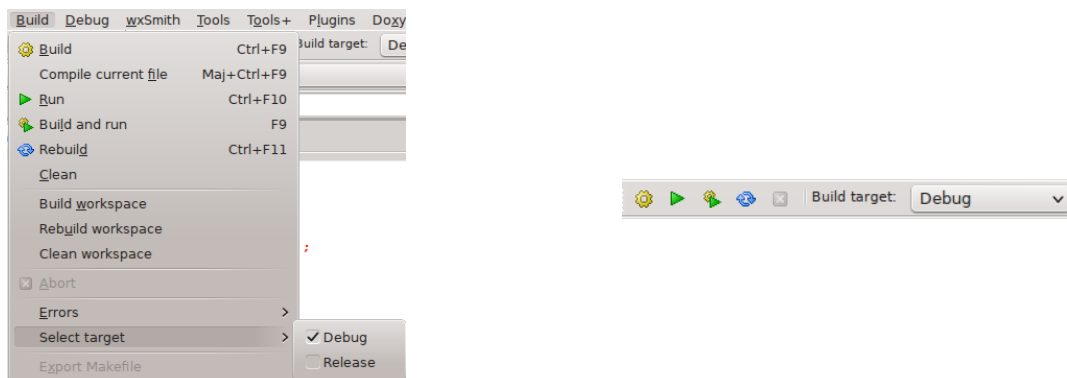 Build Debug wxSmith Tools Tools+ Plugins Doxy
Build Ctrl+F9
Build target: De
Compile current file Maj+Ctrl+F9
Run Ctrl+F10
Build and run F9
Rebuild Ctrl+F11
Clean
Build workspace
Rebuild workspace
;
Clean workspace
Abort
Errors
Select target
Debug
Release
Export Makefile
Build target: Debug